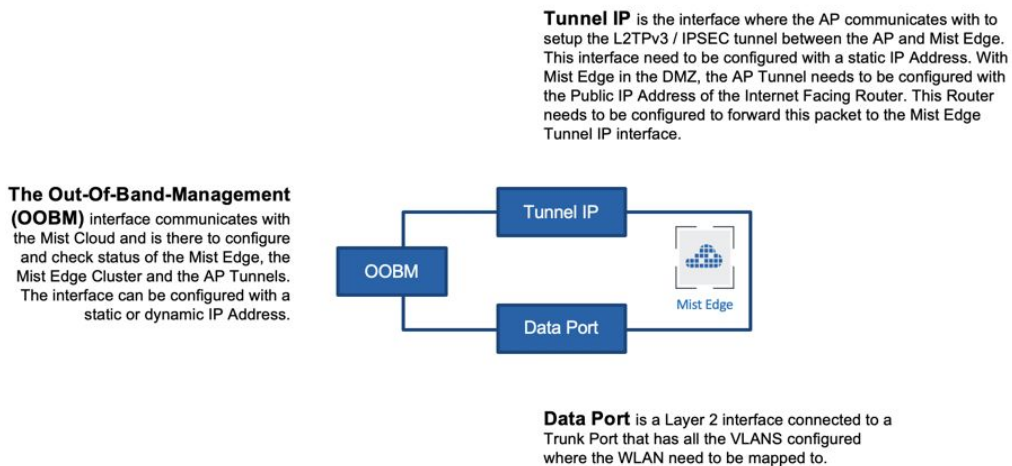 Tunnel IP is the interface where the AP communicates with to
setup the L2TPv3 / IPSEC tunnel between the AP and Mist Edge.
This interface need to be configured with a static IP Address. With
Mist Edge in the DMZ, the AP Tunnel needs to be configured with
the Public IP Address of the Internet Facing Router. This Router
needs to be configured to forward this packet to the Mist Edge
Tunnel IP interface.
The Out-Of-Band-Management
(OOBM) interface communicates with
the Mist Cloud and is there to configure
and check status of the Mist Edge, the
Mist Edge Cluster and the AP Tunnels.
The interface can be configured with a
static or dynamic IP Address.
Tunnel IP
OOBM
Mist Edge
Data Port
Data Port is a Layer 2 interface connected to a
Trunk Port that has all the VLANS configured
where the WLAN need to be mapped to.